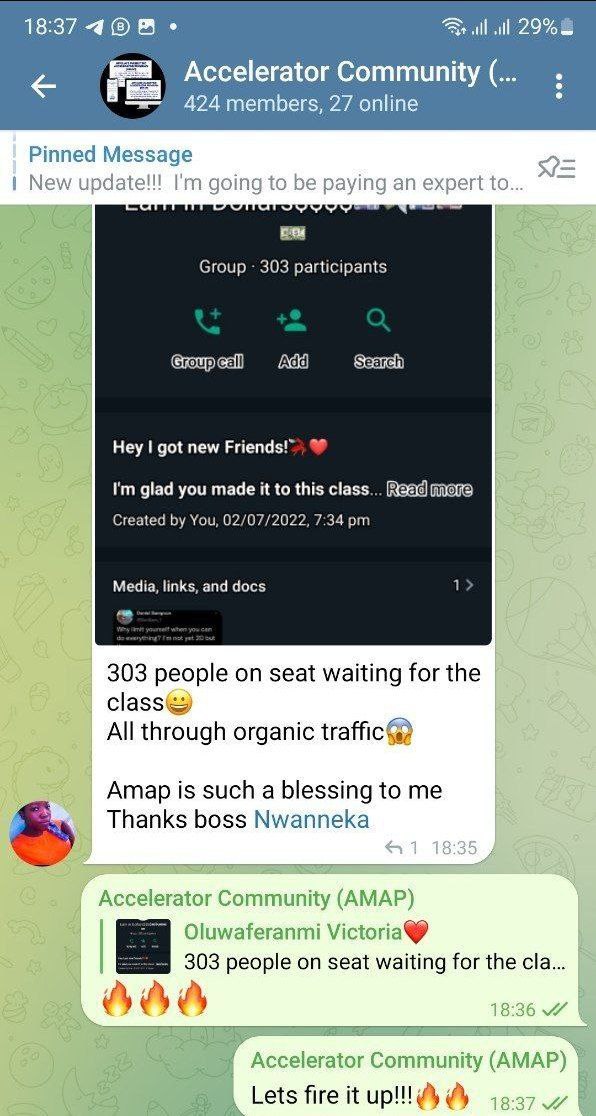 18:37
29%
Accelerator Community (...
424 members, 27 online
Pinned Message
New update!!! I'm going to be paying an expert to...
Earn in Dollars$$$$
Group · 303 participants
Group call Add Search
Hey I got new Friends!💃❤️
I'm glad you made it to this class... Read more
Created by You, 02/07/2022, 7:34 pm
Media, links, and docs 1 >
Why limit yourself when you can
do everything? I'm not yet 20 but
303 people on seat waiting for the
class😀
All through organic traffic😱
Amap is such a blessing to me
Thanks boss Nwanneka
1 18:35
Accelerator Community (AMAP)
Oluwaferanmi Victoria❤️
303 people on seat waiting for the cla...
🔥🔥🔥
18:36
Accelerator Community (AMAP)
Lets fire it up!!!🔥🔥 18:37